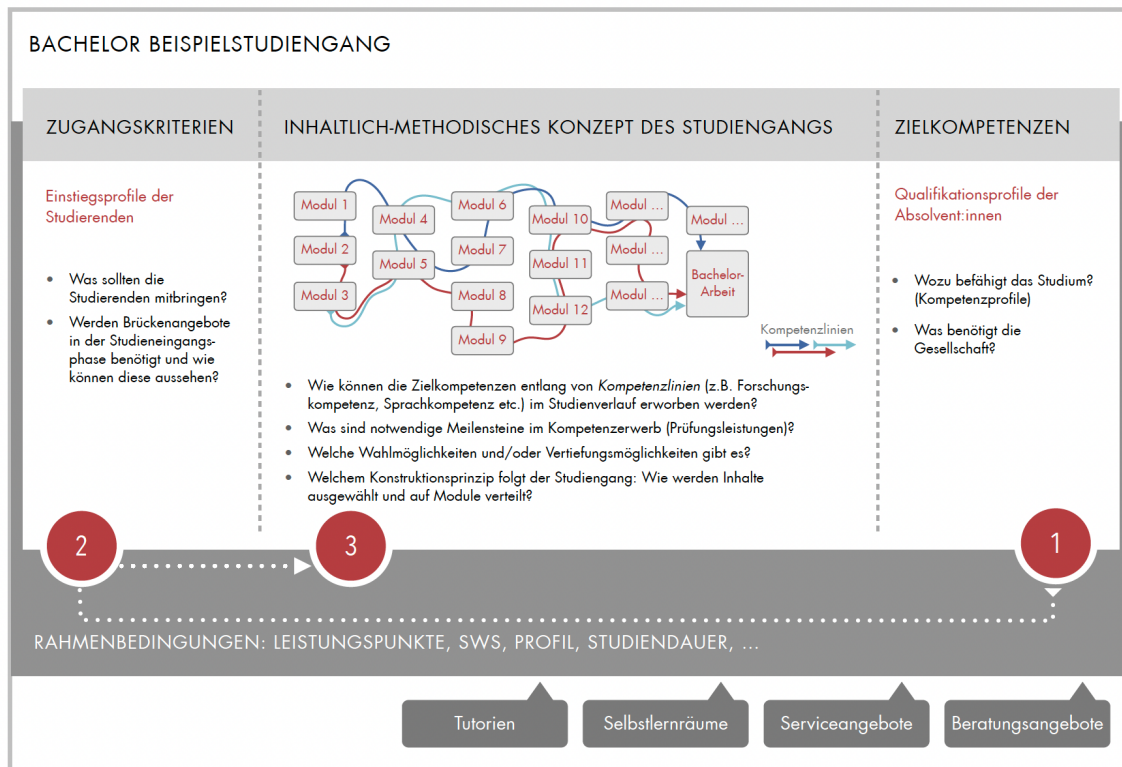 BACHELOR BEISPIELSTUDIENGANG
ZUGANGSKRITERIEN
Einstiegsprofile der
Studierenden
• Was sollten die
Studierenden mitbringen?
• Werden Brückenangebote
in der Studieneingangs-
phase benötigt und wie
können diese aussehen?
INHALTLICH-METHODISCHES KONZEPT DES STUDIENGANGS
Modul 1
Modul 2
Modul 3
Modul 4
Modul 5
Modul 6
Modul 7
Modul 8
Modul 9
Modul 10
Modul 11
Modul 12
Modul ...
Modul ...
Modul ...
Modul ...
Bachelor-
Arbeit
Kompetenzlinien
• Wie können die Zielkompetenzen entlang von Kompetenzlinien (z.B. Forschungs-
kompetenz, Sprachkompetenz etc.) im Studienverlauf erworben werden?
• Was sind notwendige Meilensteine im Kompetenzerwerb (Prüfungsleistungen)?
• Welche Wahlmöglichkeiten und/oder Vertiefungsmöglichkeiten gibt es?
• Welchem Konstruktionsprinzip folgt der Studiengang: Wie werden Inhalte
ausgewählt und auf Module verteilt?
ZIELKOMPETENZEN
Qualifikationsprofile der
Absolvent:innen
• Wozu befähigt das Studium?
(Kompetenzprofile)
• Was benötigt die
Gesellschaft?
2
3
1
RAHMENBEDINGUNGEN: LEISTUNGSPUNKTE, SWS, PROFIL, STUDIENDAUER, ...
Tutorien
Selbstlernräume
Serviceangebote
Beratungsangebote